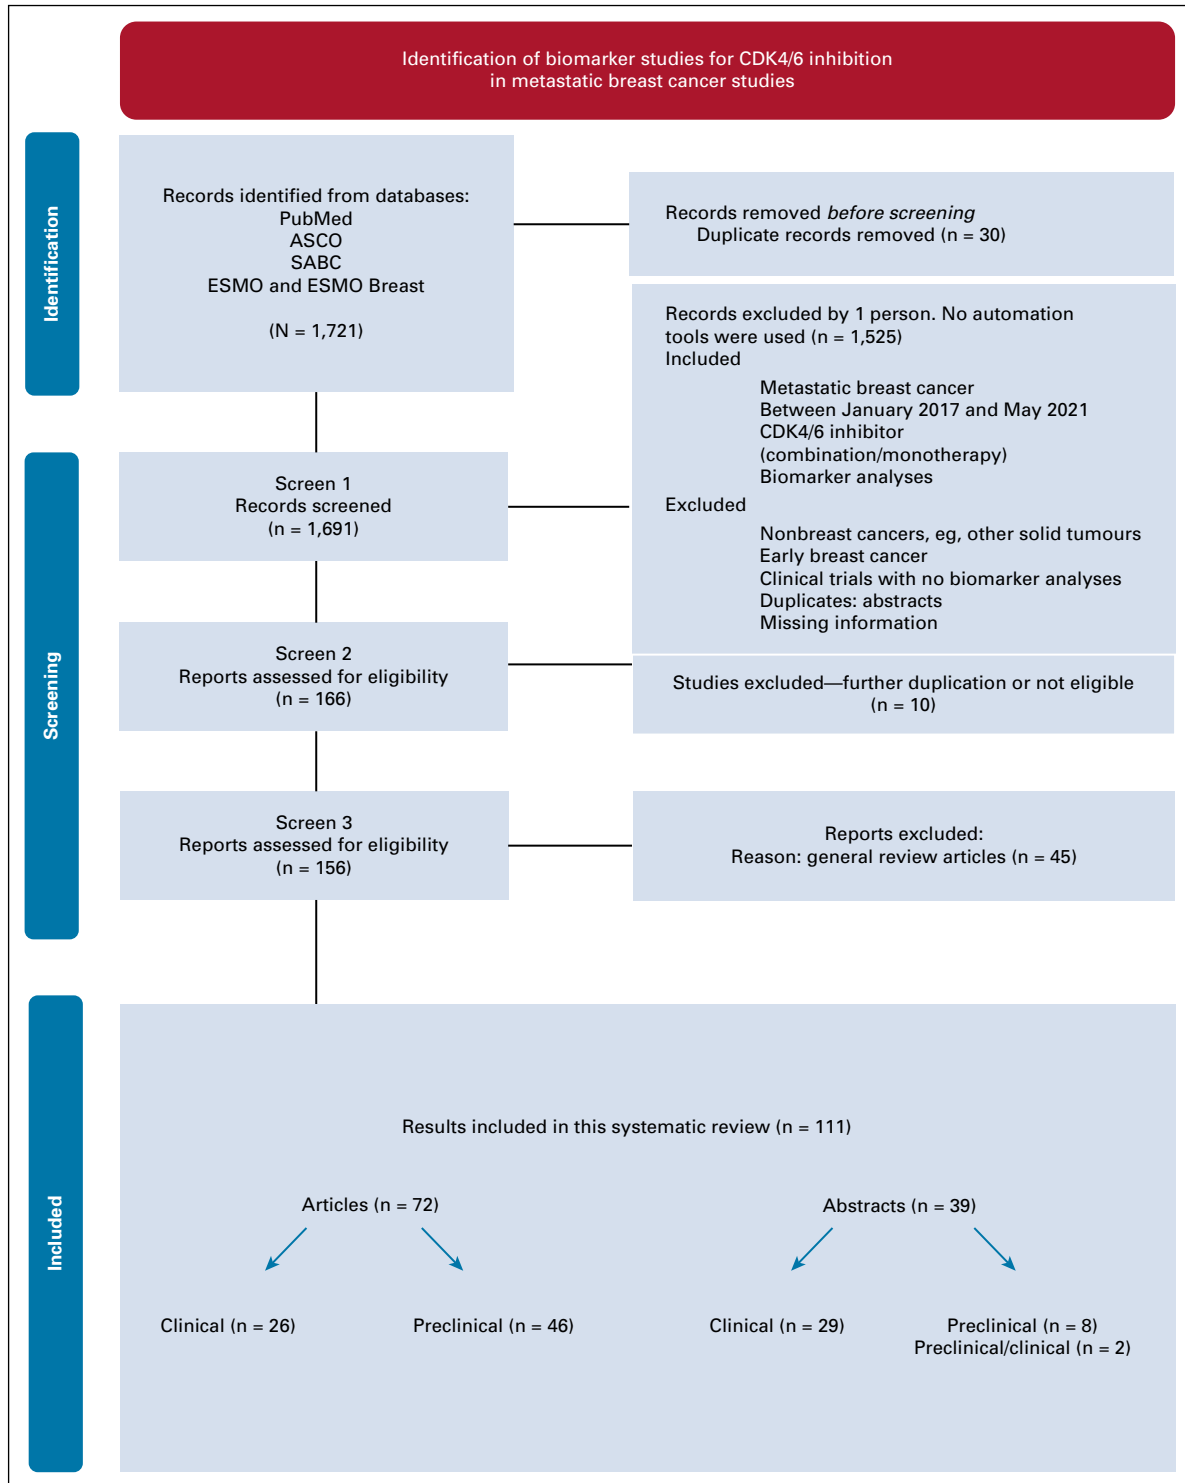 Identification of biomarker studies for CDK4/6 inhibition
in metastatic breast cancer studies
Identification
Records identified from databases:
PubMed
ASCO
SABC
ESMO and ESMO Breast
(N = 1,721)
Records removed before screening
Duplicate records removed (n = 30)
Screening
Screen 1
Records screened
(n = 1,691)
Records excluded by 1 person. No automation
tools were used (n = 1,525)
Included
Metastatic breast cancer
Between January 2017 and May 2021
CDK4/6 inhibitor
(combination/monotherapy)
Biomarker analyses
Excluded
Nonbreast cancers, eg, other solid tumours
Early breast cancer
Clinical trials with no biomarker analyses
Duplicates: abstracts
Missing information
Screen 2
Reports assessed for eligibility
(n = 166)
Studies excluded—further duplication or not eligible
(n = 10)
Screen 3
Reports assessed for eligibility
(n = 156)
Reports excluded:
Reason: general review articles (n = 45)
Included
Results included in this systematic review (n = 111)
Articles (n = 72)
Abstracts (n = 39)
Clinical (n = 26)
Preclinical (n = 46)
Clinical (n = 29)
Preclinical (n = 8)
Preclinical/clinical (n = 2)